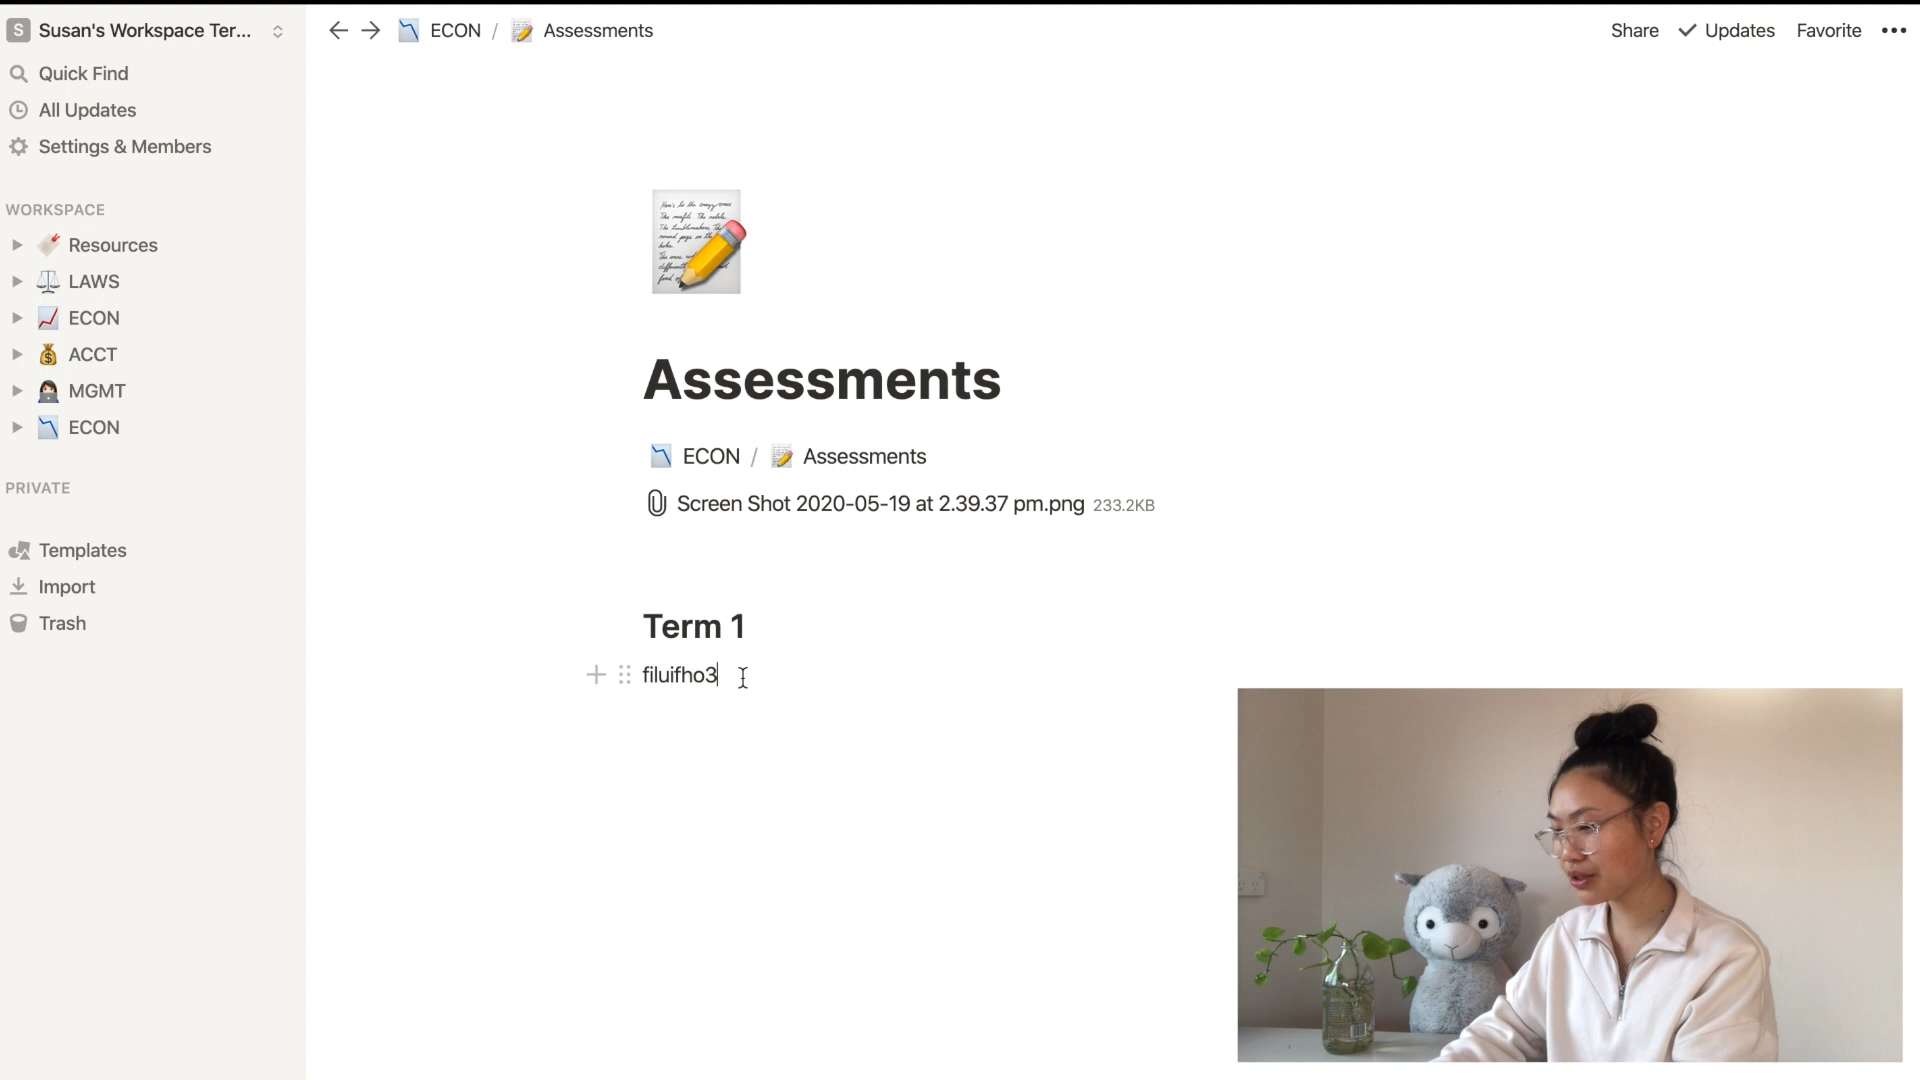 S Susan's Workspace Ter...
ECON / Assessments
Share Updates Favorite
Quick Find
All Updates
Settings & Members
WORKSPACE
Resources
LAWS
ECON
ACCT
MGMT
ECON
PRIVATE
Templates
Import
Trash
Assessments
ECON / Assessments
Screen Shot 2020-05-19 at 2.39.37 pm.png 233.2KB
Term 1
filuifho3